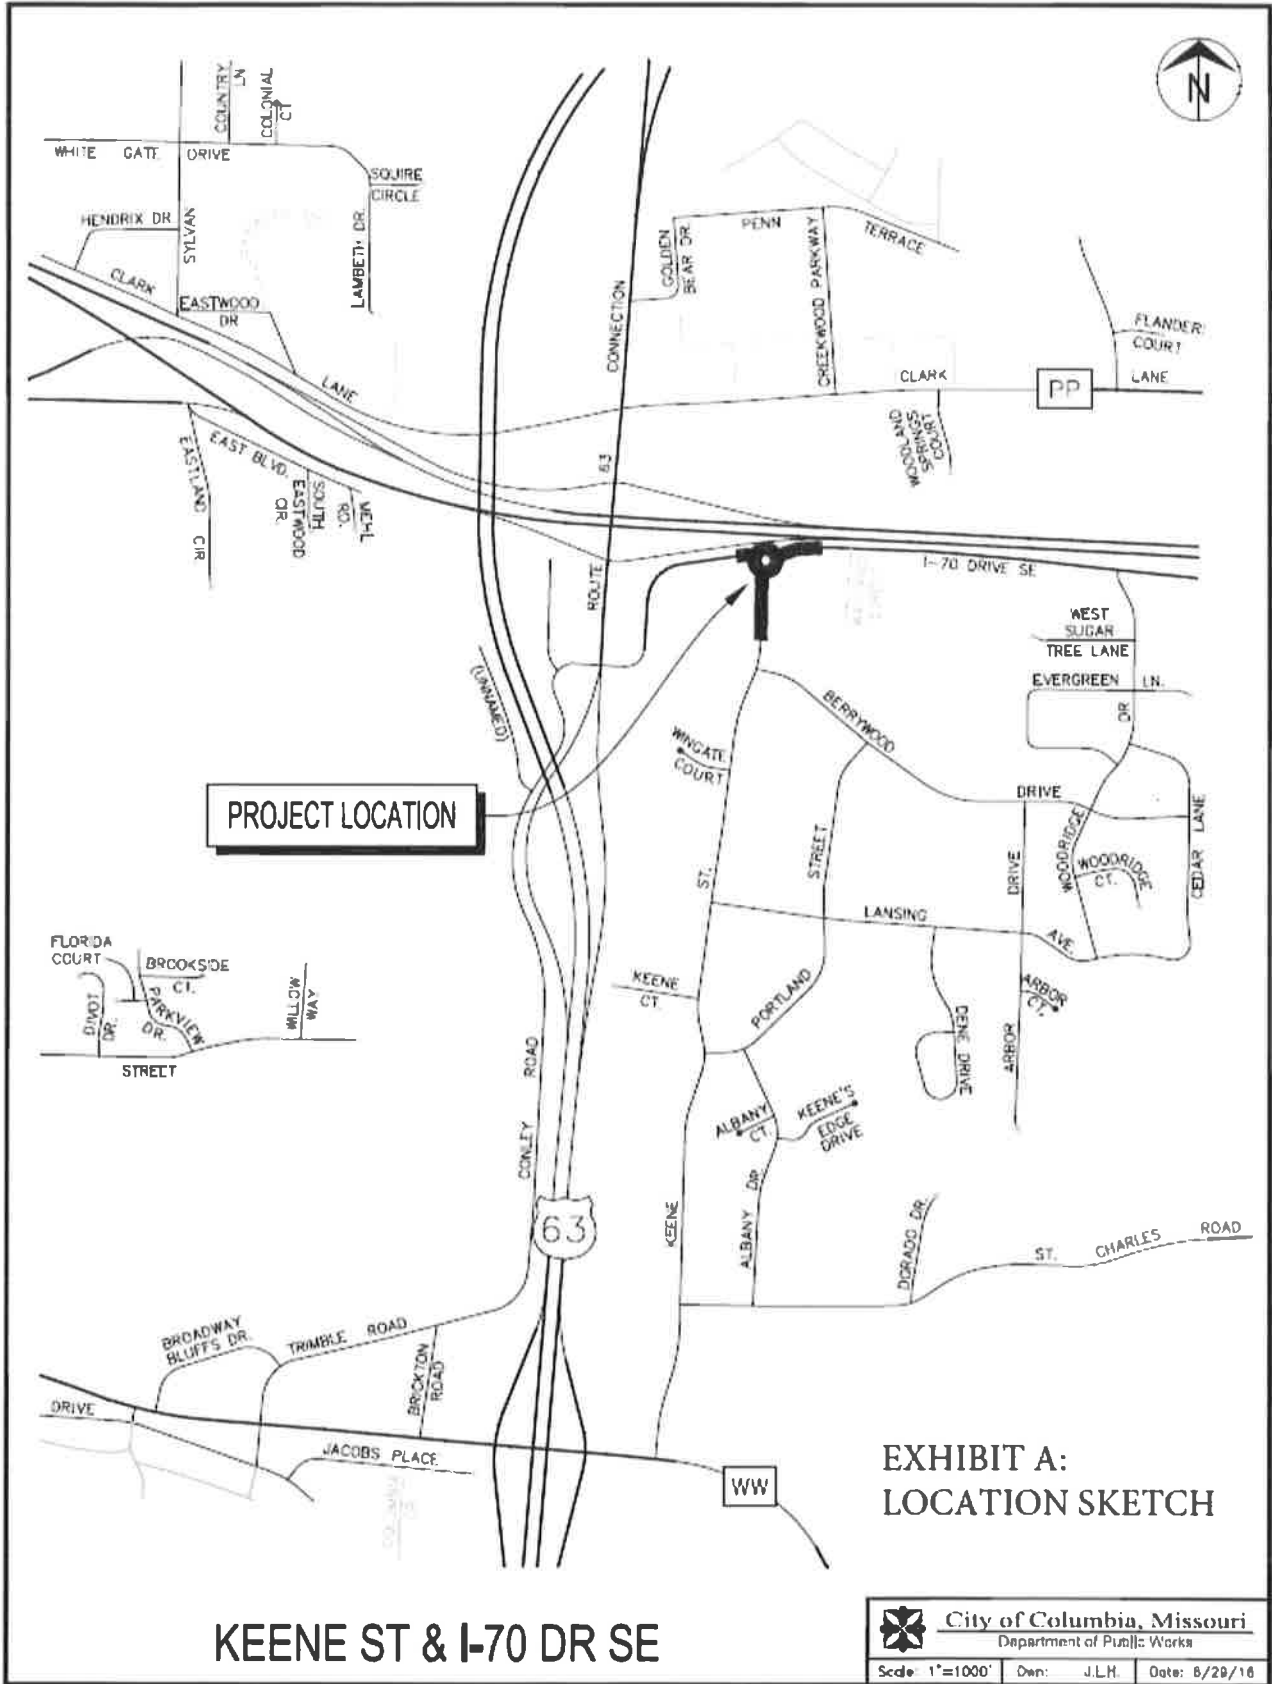 N
COUNTRY LN
COLONIAL CT
WHITE GATE DRIVE
SQUIRE
CIRCLE
HENDRIX DR
SYLVAN
LAMBETH DR.
CLARK
EASTWOOD
DR
LANE
GOLDEN
BEAR DR.
PENN
TERRACE
CREEKWOOD PARKWAY
CONNECTION
FLANDER
COURT
CLARK
PP
LANE
WOODLAND
SPRINGS
COURT
EAST BLVD.
EASTLAND CIR
SOUTH
EASTWOOD
CIR.
MEHL
RD.
63
ROUTE
I-70 DRIVE SE
WEST
SUGAR
TREE LANE
EVERGREEN LN.
DR
(UNNAMED)
BERRYWOOD
WINGATE
COURT
PROJECT LOCATION
DRIVE
STREET
DRIVE
WOODRIDGE
WOODRIDGE
CT.
CEDAR LANE
ST.
LANSING
AVE.
FLORIDA
COURT
BROOKSIDE
CT.
DIVOT
DR.
PARKVIEW
DR.
WILTON
WAY
STREET
KEENE
CT.
PORTLAND
ARBOR
CT.
DENE DRIVE
ARBOR
ROAD
CONLEY
ALBANY
CT.
KEENE'S
EDGE
DRIVE
63
KEENE
ALBANY DR.
DORADO DR.
ST. CHARLES ROAD
BROADWAY
BLUFFS DR.
TRIMBLE ROAD
BRICKTON
ROAD
DRIVE
JACOBS PLACE
WW
EXHIBIT A:
LOCATION SKETCH
KEENE ST & I-70 DR SE
City of Columbia, Missouri
Department of Public Works
Scale: 1"=1000' Dwn: J.L.H. Date: 8/29/16